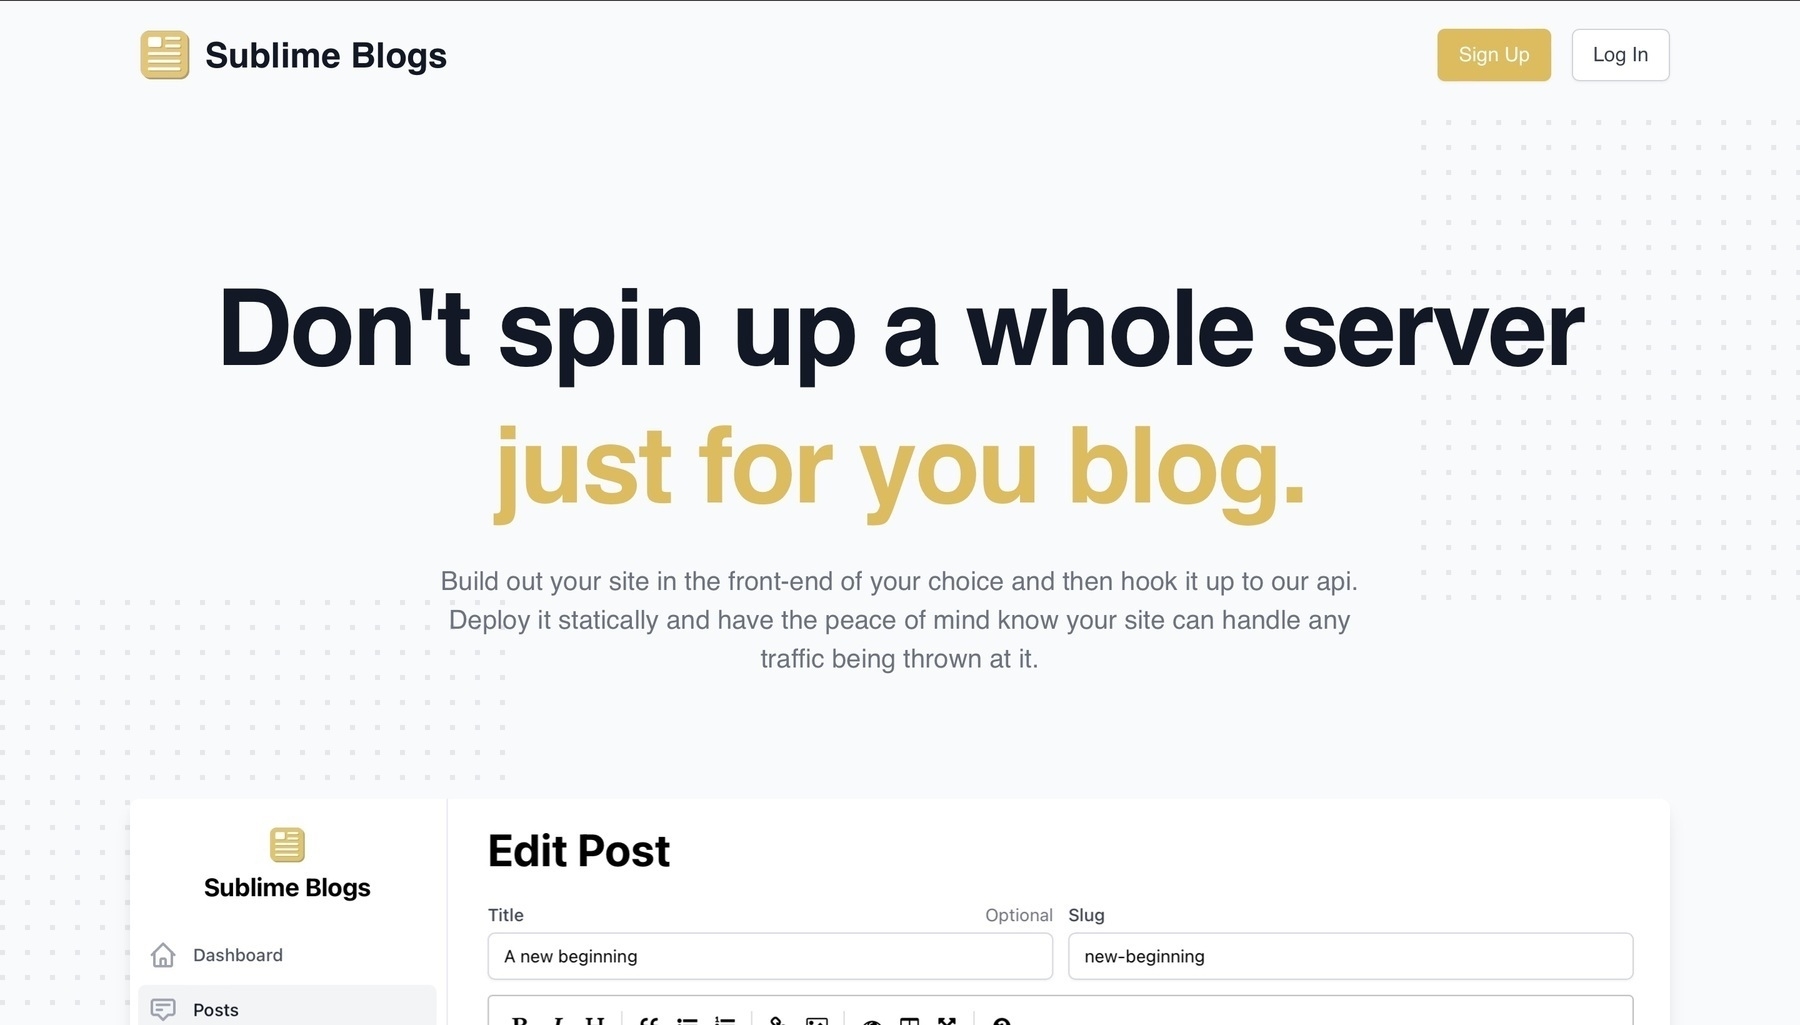 Sublime Blogs
Sign Up
Log In
Don't spin up a whole server
just for you blog.
Build out your site in the front-end of your choice and then hook it up to our api.
Deploy it statically and have the peace of mind know your site can handle any
traffic being thrown at it.
Sublime Blogs
Dashboard
Posts
Edit Post
Title
Optional
Slug
A new beginning
new-beginning
B I H